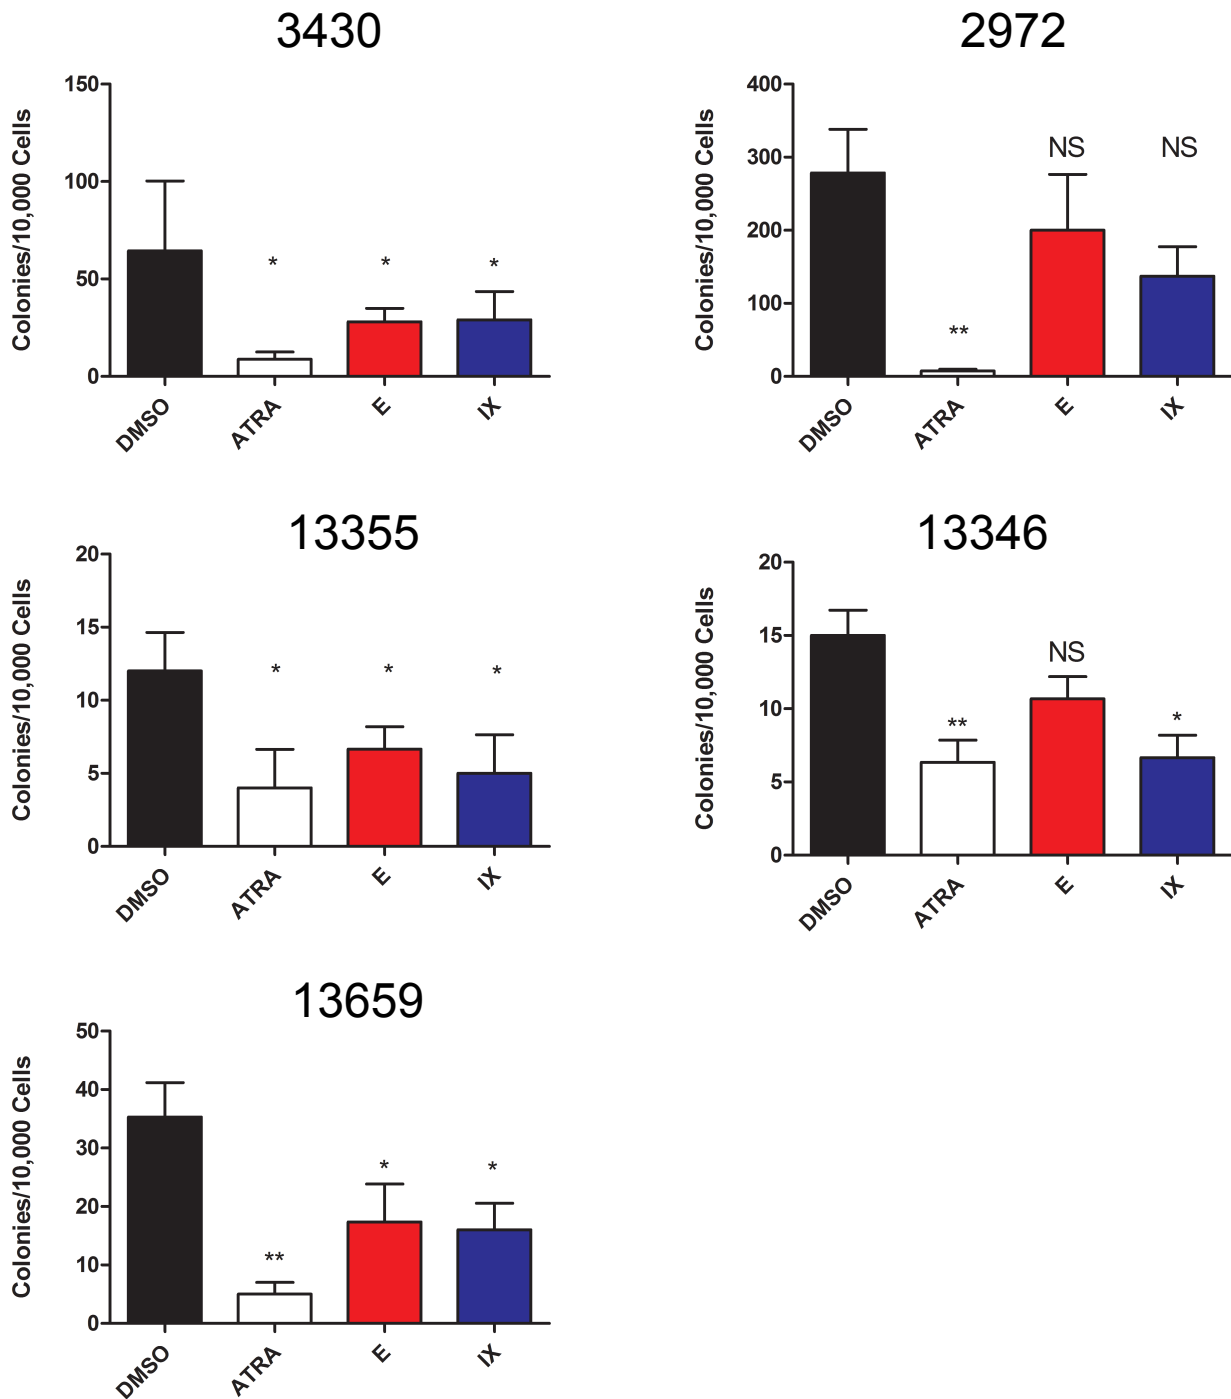 3430
Colonies/10,000 Cells
150
100
50
0
*
*
*
DMSO
ATRA
E
IX
2972
Colonies/10,000 Cells
400
300
200
100
0
**
NS
NS
DMSO
ATRA
E
IX
13355
Colonies/10,000 Cells
20
15
10
5
0
*
*
*
DMSO
ATRA
E
IX
13346
Colonies/10,000 Cells
20
15
10
5
0
**
NS
*
DMSO
ATRA
E
IX
13659
Colonies/10,000 Cells
50
40
30
20
10
0
**
*
*
DMSO
ATRA
E
IX